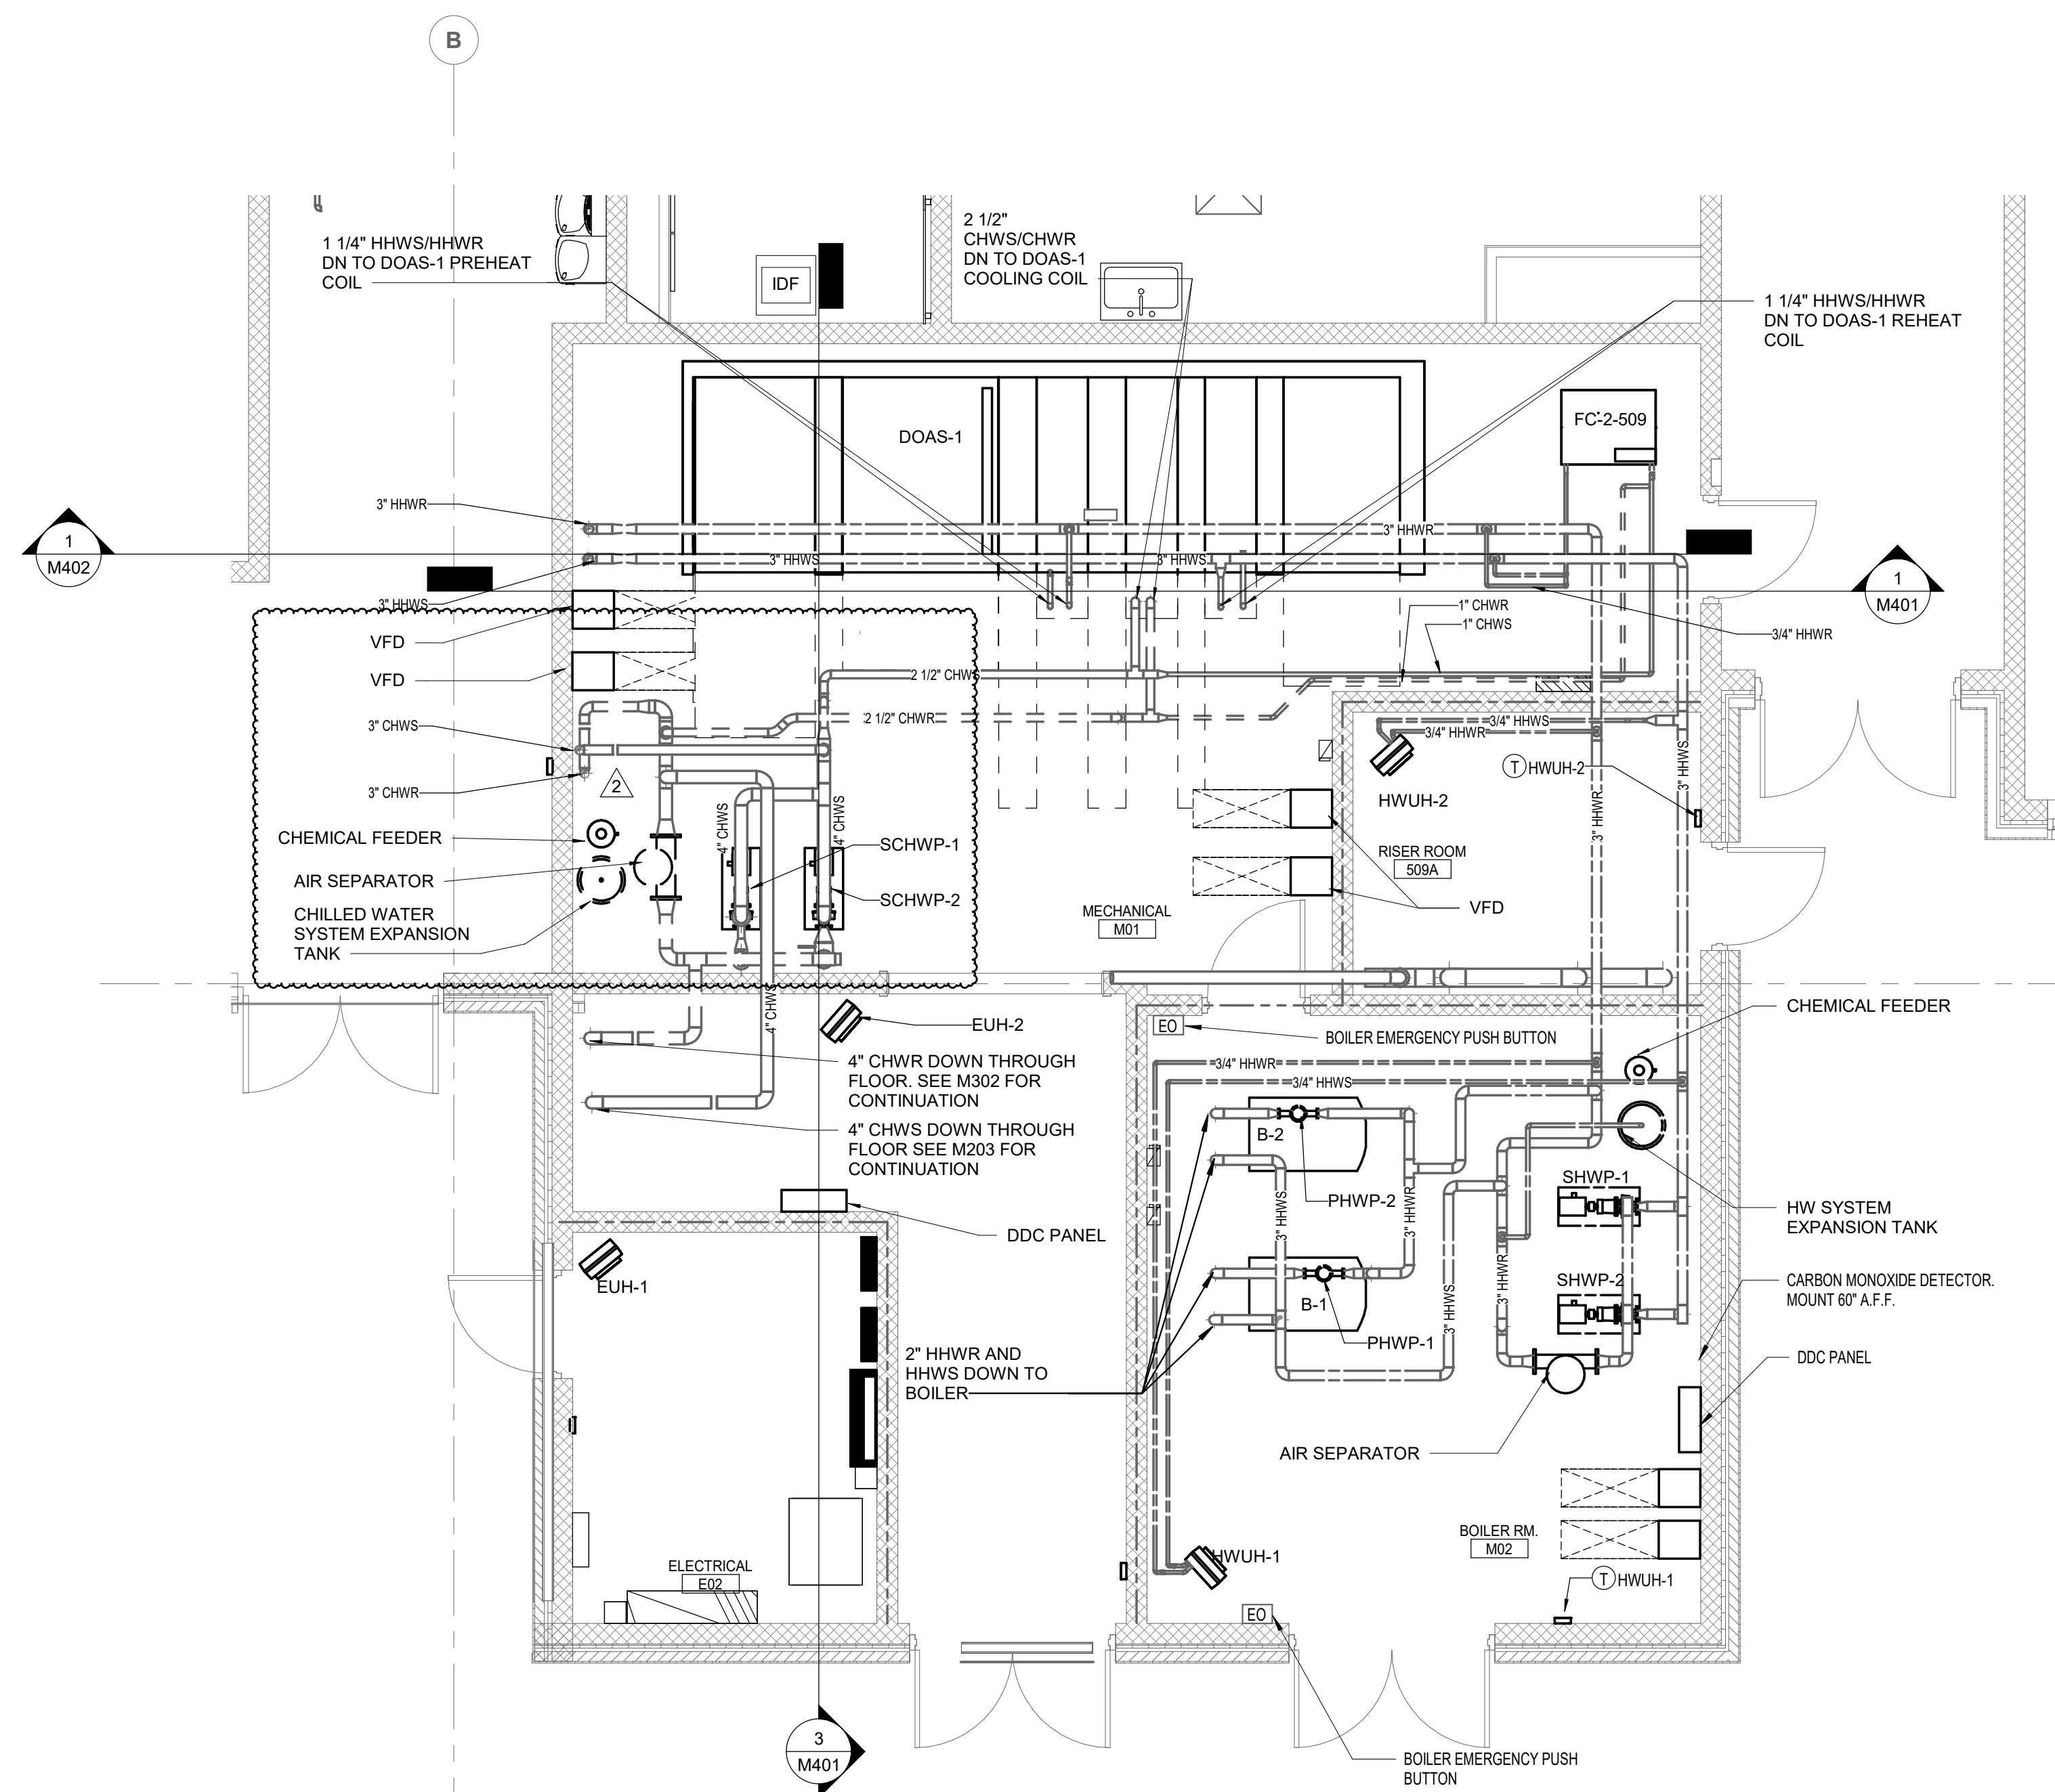 B
1 1/4" HHWS/HHWR
DN TO DOAS-1 PREHEAT
COIL
IDF
2 1/2"
CHWS/CHWR
DN TO DOAS-1
COOLING COIL
1 1/4" HHWS/HHWR
DN TO DOAS-1 REHEAT
COIL
DOAS-1
FC-2-509
3" HHWR
3" HHWR
1
M402
3" HHWS
3" HHWS
1
M401
3" HHWS
1" CHWR
1" CHWS
3/4" HHWR
VFD
VFD
2 1/2" CHWS
2 1/2" CHWR
3" CHWS
3/4" HHWS
3/4" HHWR
3" HHWS
T HWUH-2
2
3" CHWR
HWUH-2
4" CHWS
4" CHWS
3" HHWR
CHEMICAL FEEDER
SCHWP-1
RISER ROOM
509A
AIR SEPARATOR
SCHWP-2
VFD
CHILLED WATER
SYSTEM EXPANSION
TANK
MECHANICAL
M01
4" CHWS
EUH-2
EO
BOILER EMERGENCY PUSH BUTTON
CHEMICAL FEEDER
4" CHWR DOWN THROUGH
FLOOR. SEE M302 FOR
CONTINUATION
3/4" HHWR
3/4" HHWS
4" CHWS DOWN THROUGH
FLOOR SEE M203 FOR
CONTINUATION
B-2
PHWP-2
3" HHWS
3" HHWR
SHWP-1
HW SYSTEM
EXPANSION TANK
DDC PANEL
EUH-1
3" HHWR
3" HHWS
SHWP-2
CARBON MONOXIDE DETECTOR.
MOUNT 60" A.F.F.
B-1
PHWP-1
2" HHWR AND
HHWS DOWN TO
BOILER
DDC PANEL
AIR SEPARATOR
BOILER RM.
M02
HWUH-1
ELECTRICAL
E02
T HWUH-1
EO
3
M401
BOILER EMERGENCY PUSH
BUTTON